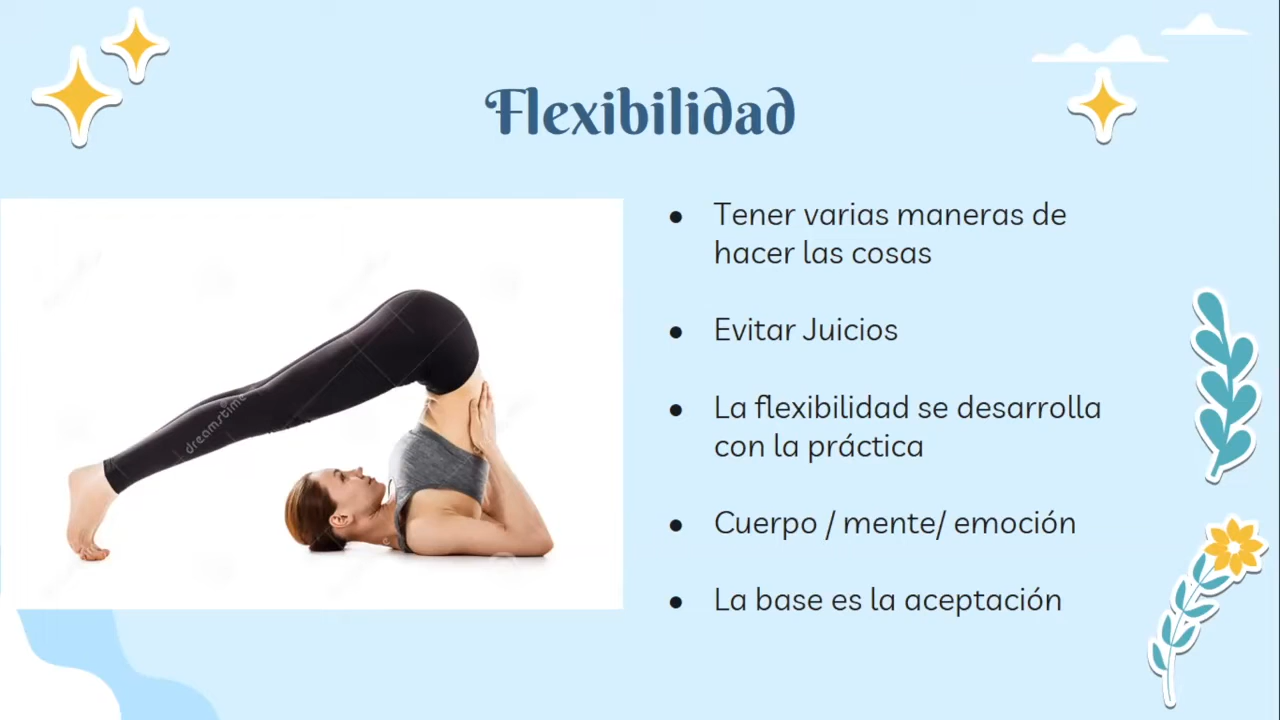 Flexibilidad
● Tener varias maneras de
hacer las cosas
● Evitar Juicios
● La flexibilidad se desarrolla
con la práctica
● Cuerpo / mente/ emoción
● La base es la aceptación
dreamstime